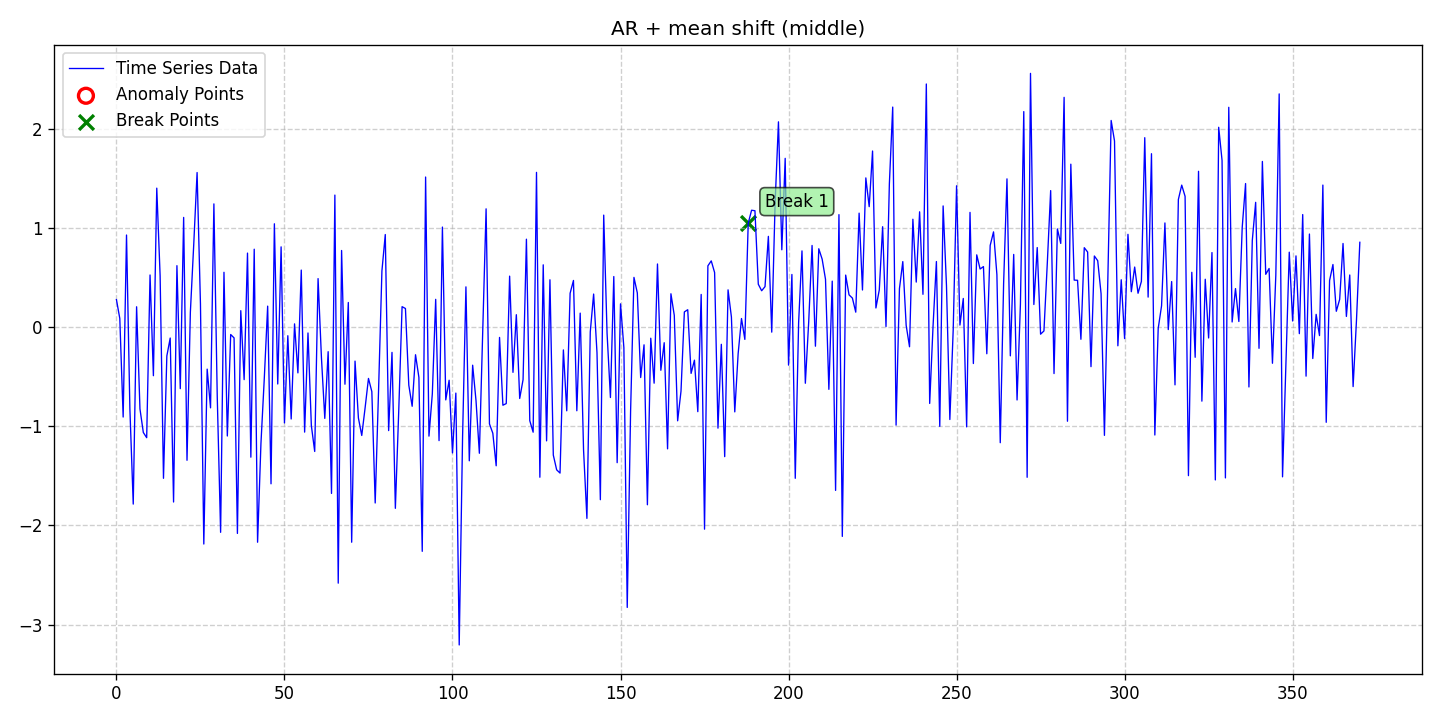 AR + mean shift (middle)
Time Series Data
Anomaly Points
Break Points
Break 1
2
1
0
−1
−2
−3
0 50 100 150 200 250 300 350